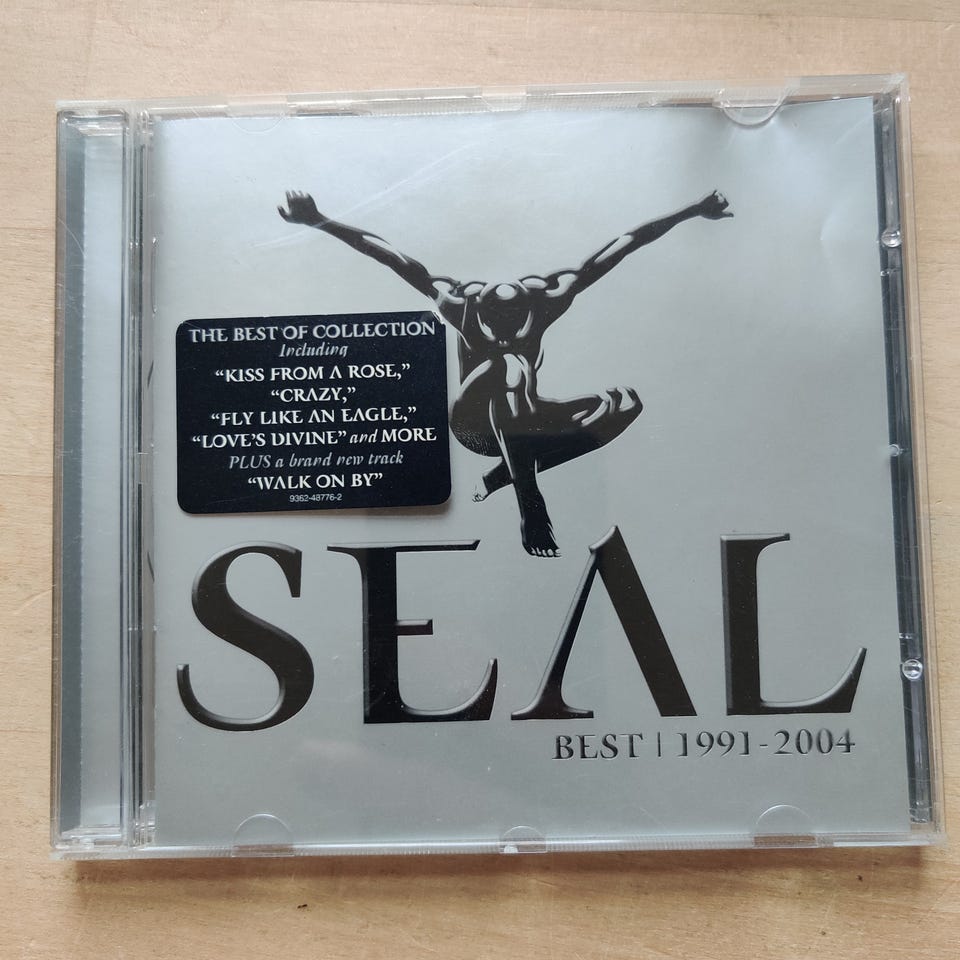 THE BEST OF COLLECTION
Including
“KISS FROM A ROSE,”
“CRAZY,”
“FLY LIKE AN EAGLE,”
“LOVE'S DIVINE” and MORE
PLUS a brand new track
“WALK ON BY”
9362-48776-2
SEAL
BEST | 1991-2004